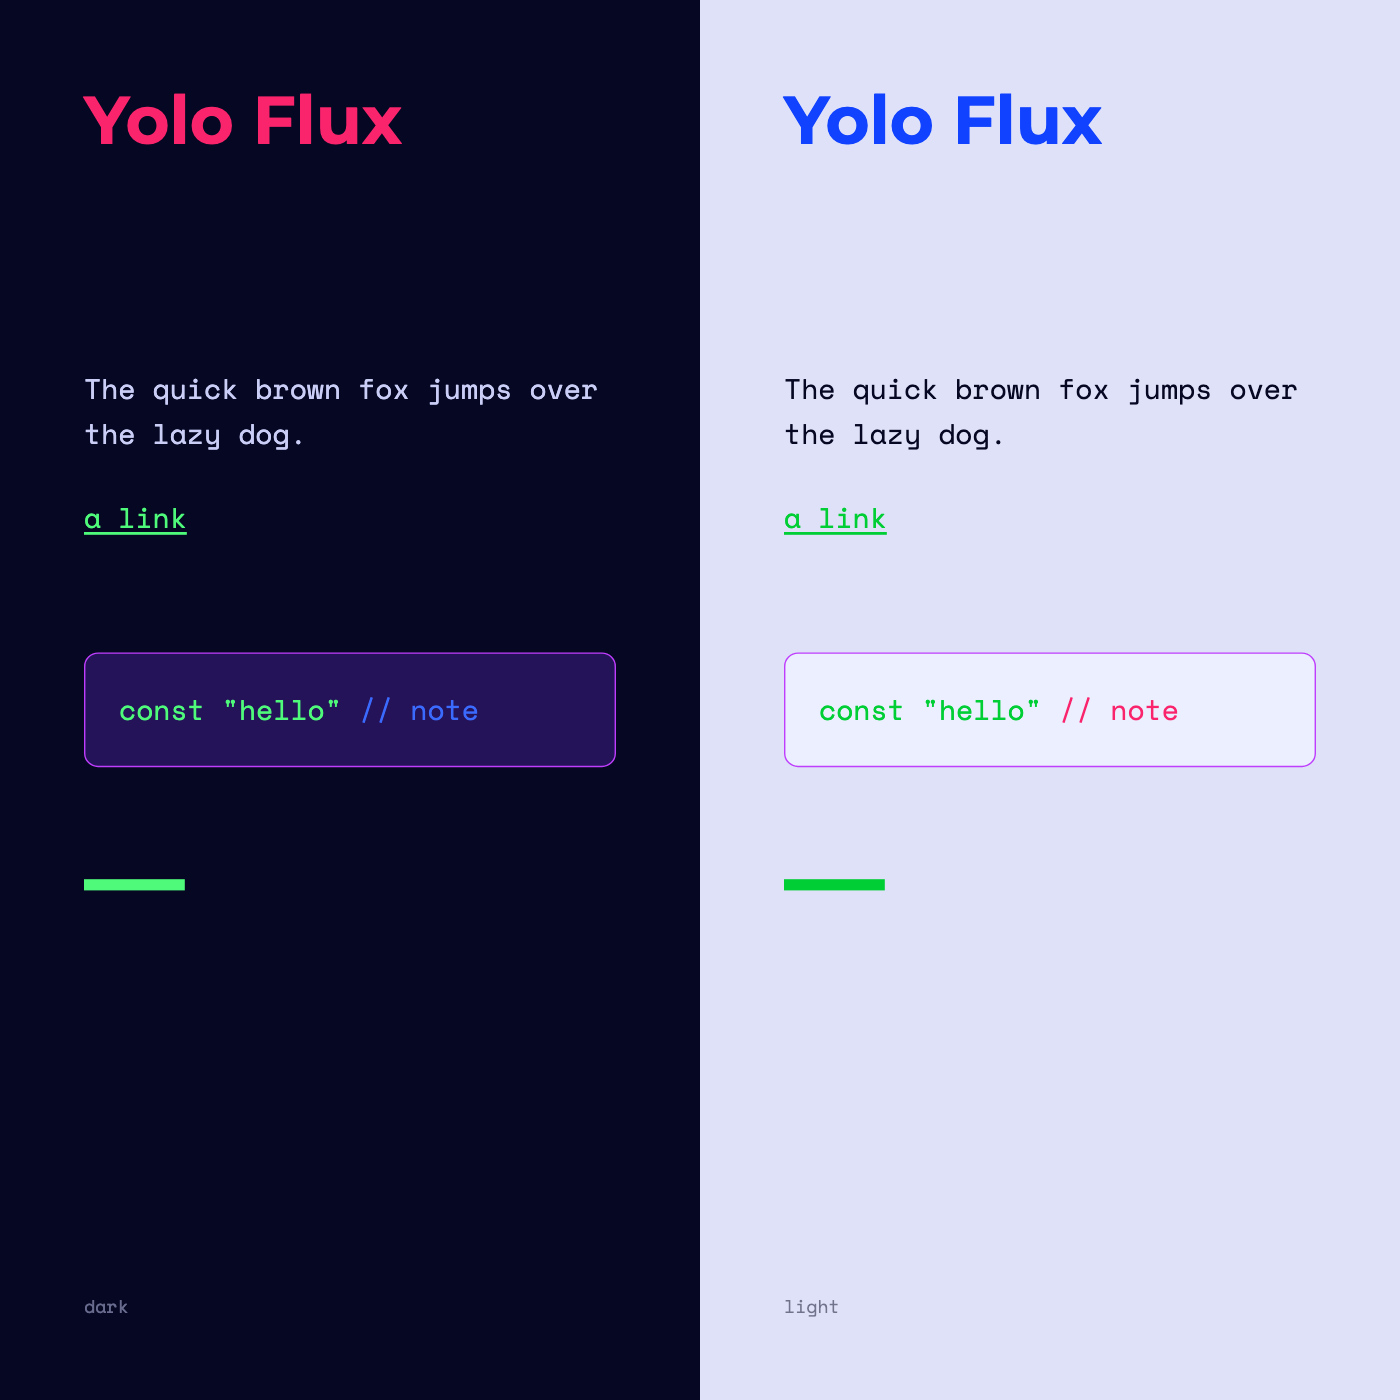 Yolo Flux
The quick brown fox jumps over
the lazy dog.
a link
const "hello" // note
dark
Yolo Flux
The quick brown fox jumps over
the lazy dog.
a link
const "hello" // note
light